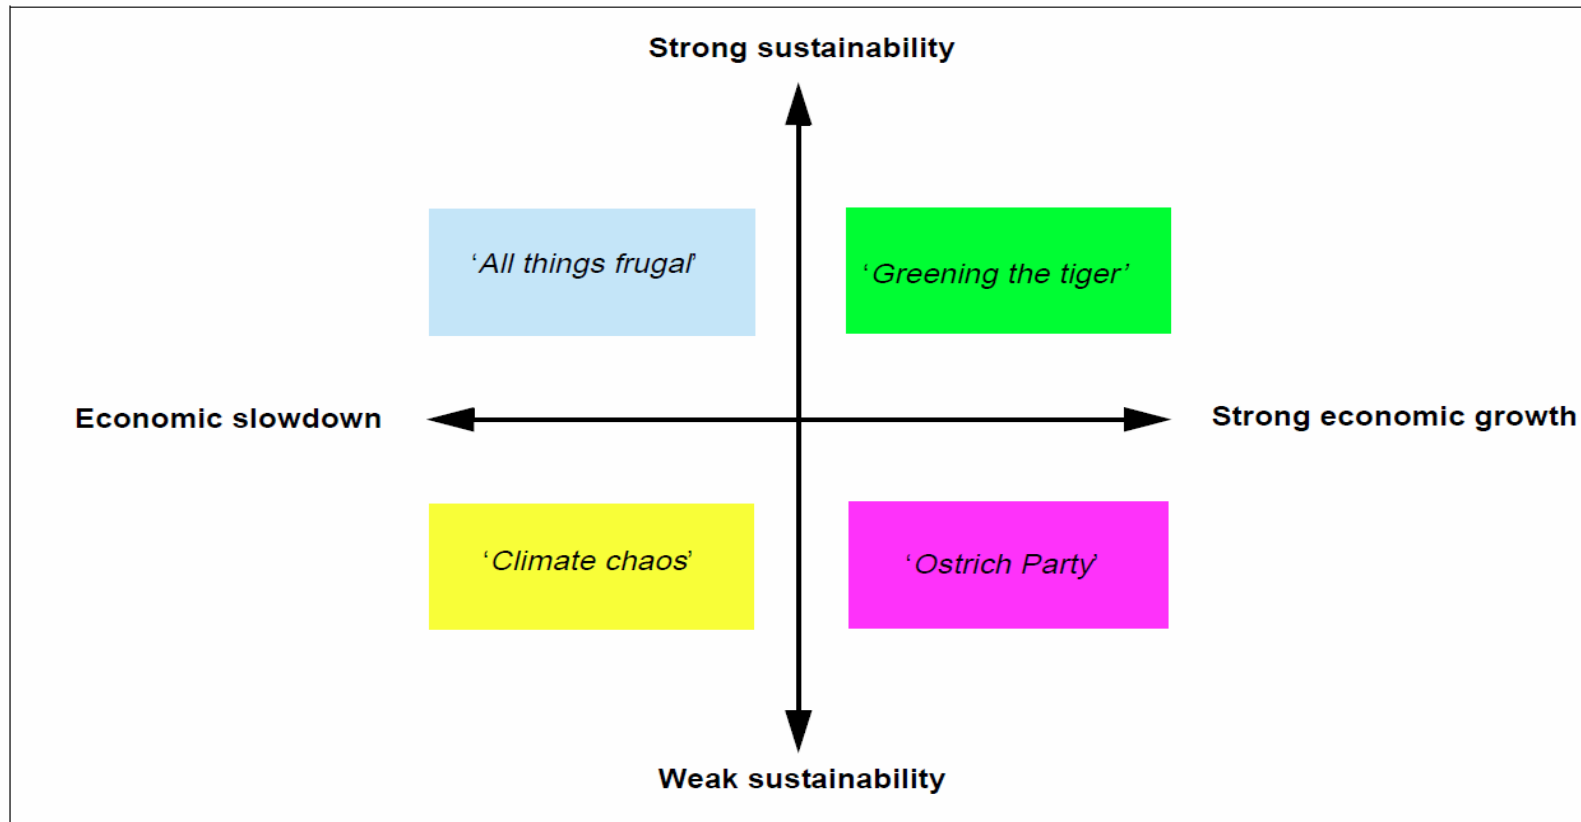 Strong sustainability
‘All things frugal’
‘Greening the tiger’
Economic slowdown
Strong economic growth
‘Climate chaos’
‘Ostrich Party’
Weak sustainability